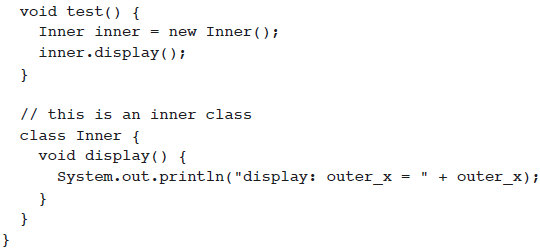 void test() {
Inner inner = new Inner();
inner.display();
}
// this is an inner class
class Inner {
void display() {
System.out.println("display: outer_x = " + outer_x);
}
}
}